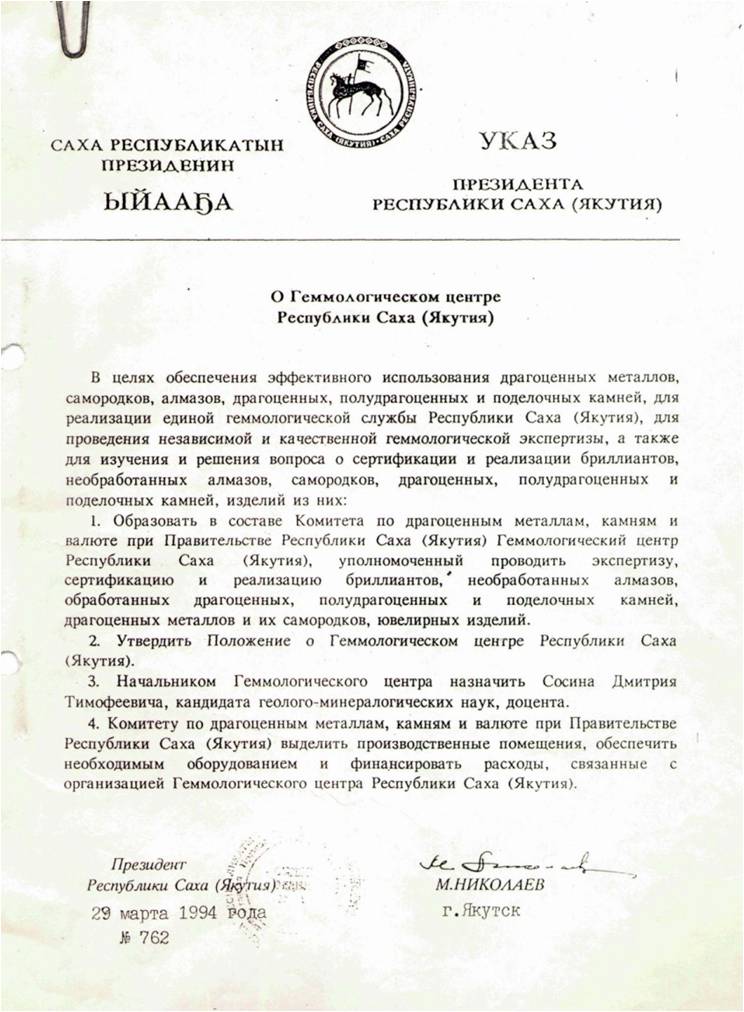 САХА РЕСПУБЛИКАТЫН
ПРЕЗИДЕНИН
ЫЙААҔА
УКАЗ
ПРЕЗИДЕНТА
РЕСПУБЛИКИ САХА (ЯКУТИЯ)
О Геммологическом центре
Республики Саха (Якутия)
В целях обеспечения эффективного использования драгоценных металлов,
самородков, алмазов, драгоценных, полудрагоценных и поделочных камней, для
реализации единой геммологической службы Республики Саха (Якутия), для
проведения независимой и качественной геммологической экспертизы, а также
для изучения и решения вопроса о сертификации и реализации бриллиантов,
необработанных алмазов, самородков, драгоценных, полудрагоценных и
поделочных камней, изделий из них:
1. Образовать в составе Комитета по драгоценным металлам, камням и
валюте при Правительстве Республики Саха (Якутия) Геммологический центр
Республики Саха (Якутия), уполномоченный проводить экспертизу,
сертификацию и реализацию бриллиантов, необработанных алмазов,
обработанных драгоценных, полудрагоценных и поделочных камней,
драгоценных металлов и их самородков, ювелирных изделий.
2. Утвердить Положение о Геммологическом центре Республики Саха
(Якутия).
3. Начальником Геммологического центра назначить Сосина Дмитрия
Тимофеевича, кандидата геолого-минералогических наук, доцента.
4. Комитету по драгоценным металлам, камням и валюте при Правительстве
Республики Саха (Якутия) выделить производственные помещения, обеспечить
необходимым оборудованием и финансировать расходы, связанные с
организацией Геммологического центра Республики Саха (Якутия).
Президент
Республики Саха (Якутия)
М.НИКОЛАЕВ
29 марта 1994 года
г.Якутск
№ 762